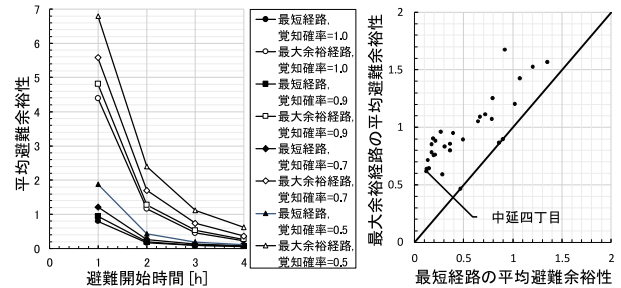 7
6
5
4
3
2
1
0
0
1
2
3
4
平均避難余裕性
避難開始時間 [h]
最短経路,
覚知確率=1.0
最大余裕経路,
覚知確率=1.0
最短経路,
覚知確率=0.9
最大余裕経路,
覚知確率=0.9
最短経路,
覚知確率=0.7
最大余裕経路,
覚知確率=0.7
最短経路,
覚知確率=0.5
最大余裕経路,
覚知確率=0.5
最大余裕経路の平均避難余裕性
2
1.5
1
0.5
0
0
0.5
1
1.5
2
中延四丁目
最短経路の平均避難余裕性